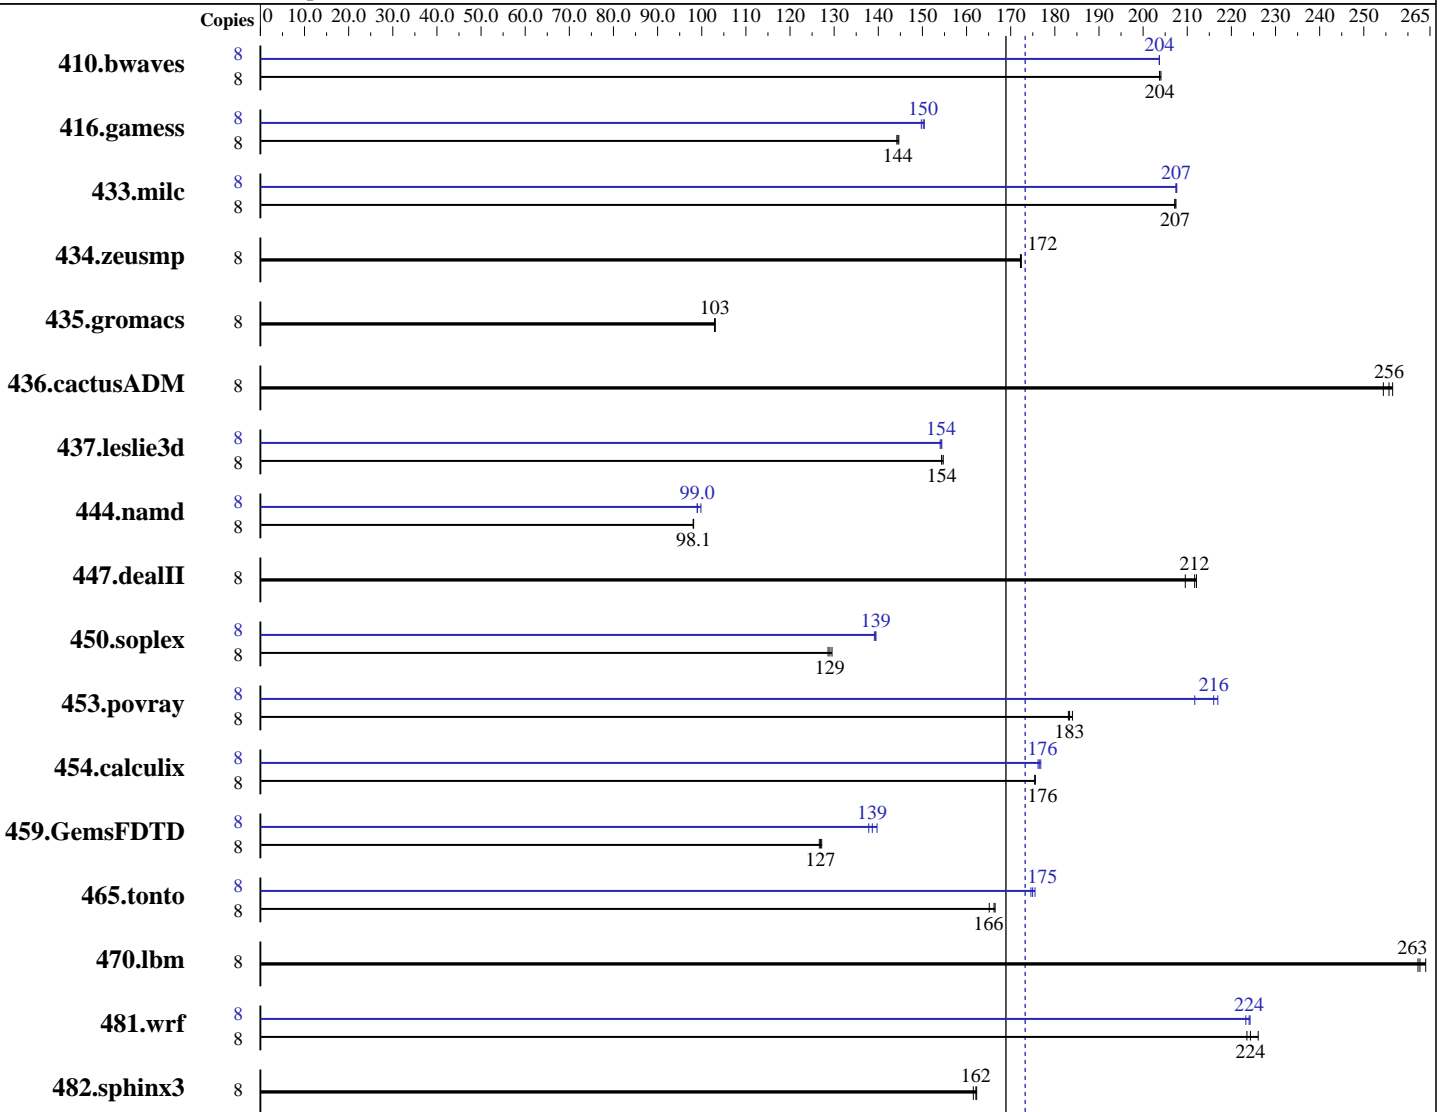 Copies 0 10.0 20.0 30.0 40.0 50.0 60.0 70.0 80.0 90.0 100 110 120 130 140 150 160 170 180 190 200 210 220 230 240 250 265
8 204
410.bwaves
8 204
8 150
416.gamess
8 144
8 207
433.milc
8 207
434.zeusmp 8 172
435.gromacs 8 103
436.cactusADM 8 256
8 154
437.leslie3d
8 154
8 99.0
444.namd
8 98.1
447.dealII 8 212
8 139
450.soplex
8 129
8 216
453.povray
8 183
8 176
454.calculix
8 176
8 139
459.GemsFDTD
8 127
8 175
465.tonto
8 166
470.lbm 8 263
8 224
481.wrf
8 224
482.sphinx3 8 162